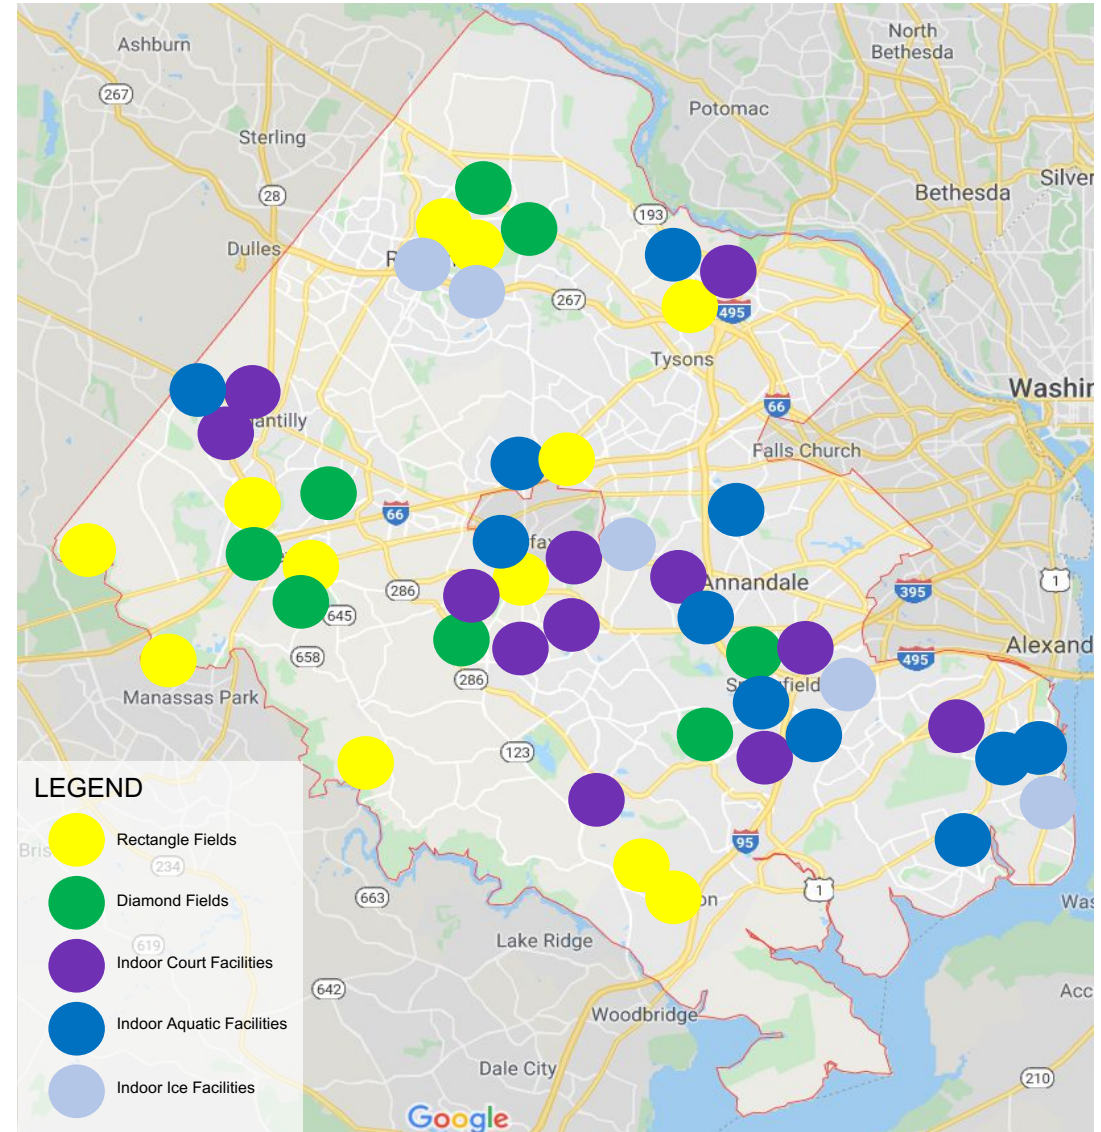 Ashburn
North
Bethesda
267
Potomac
Sterling
Silver
Bethesda
28
193
Dulles
R
267
495
Tysons
Washin
66
antilly
Falls Church
66
fa
Annandale
1
286
395
645
Alexand
658
495
286
Sp
field
Manassas Park
123
LEGEND
Rectangle Fields
95
234
Bris
663
1
on
Diamond Fields
Was
Lake Ridge
619
Indoor Court Facilities
642
Acc
Woodbridge
Indoor Aquatic Facilities
Dale City
210
Indoor Ice Facilities
Google